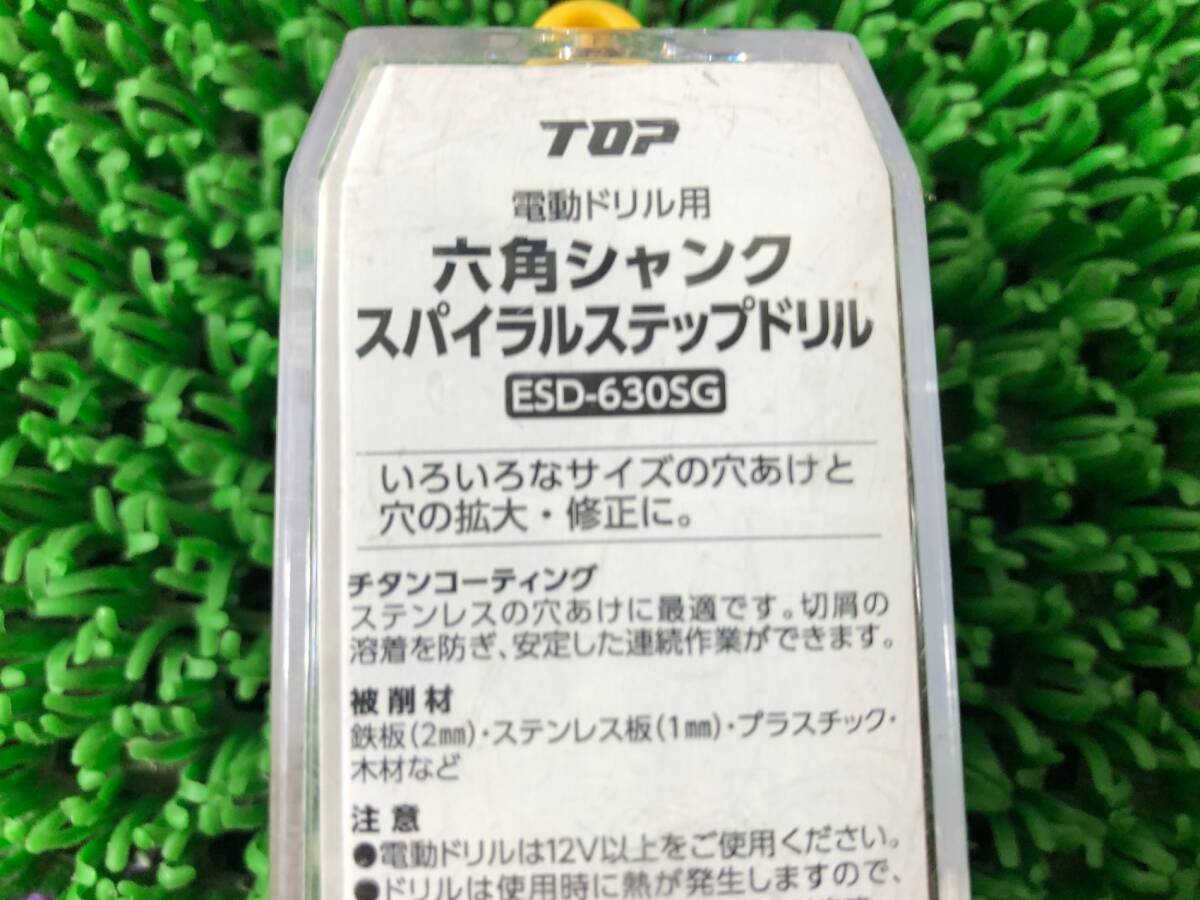 TOP
電動ドリル用
六角シャンク
スパイラルステップドリル
ESD-630SG
いろいろなサイズの穴あけと
穴の拡大・修正に。
チタンコーティング
ステンレスの穴あけに最適です。切屑の
溶着を防ぎ、安定した連続作業ができます。
被削材
鉄板(2㎜)・ステンレス板(1㎜)・プラスチック・
木材など
注意
●電動ドリルは12V以上をご使用ください。
●ドリルは使用時に熱が発生しますので、